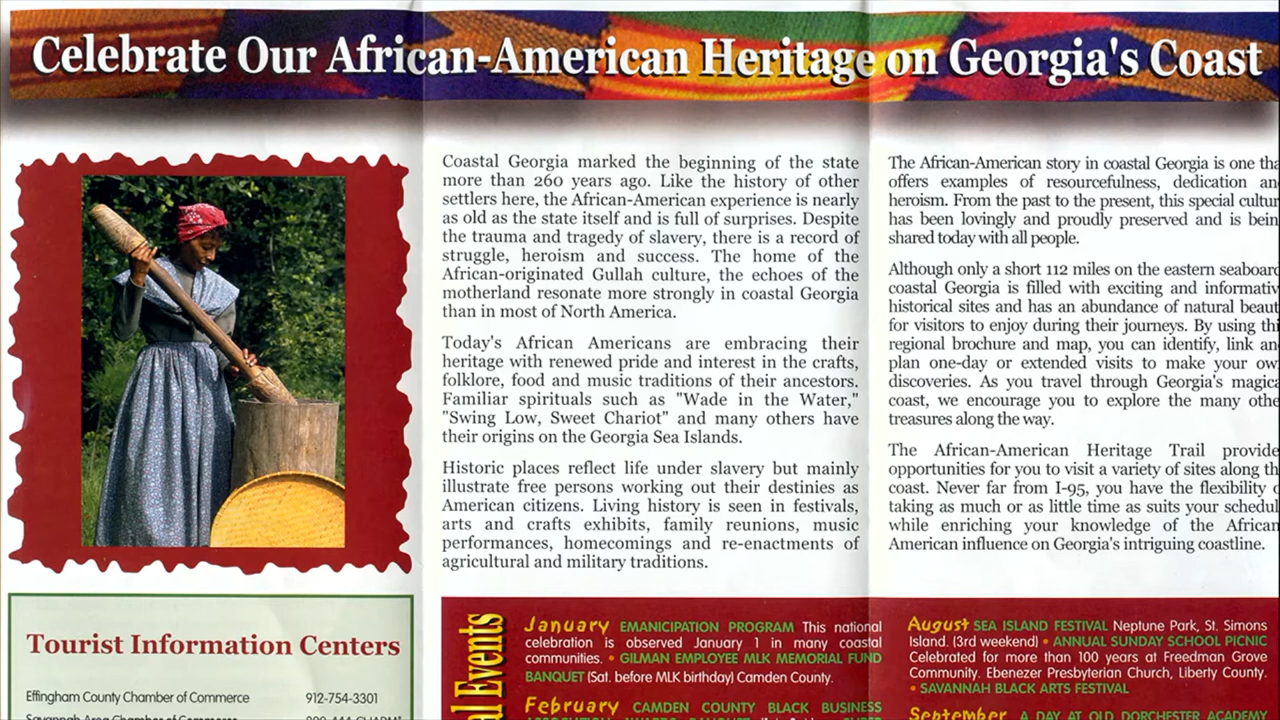 Celebrate Our African-American Heritage on Georgia's Coast
Coastal Georgia marked the beginning of the state
more than 260 years ago. Like the history of other
settlers here, the African-American experience is nearly
as old as the state itself and is full of surprises. Despite
the trauma and tragedy of slavery, there is a record of
struggle, heroism and success. The home of the
African-originated Gullah culture, the echoes of the
motherland resonate more strongly in coastal Georgia
than in most of North America.
Today's African Americans are embracing their
heritage with renewed pride and interest in the crafts,
folklore, food and music traditions of their ancestors.
Familiar spirituals such as "Wade in the Water,"
"Swing Low, Sweet Chariot" and many others have
their origins on the Georgia Sea Islands.
Historic places reflect life under slavery but mainly
illustrate free persons working out their destinies as
American citizens. Living history is seen in festivals,
arts and crafts exhibits, family reunions, music
performances, homecomings and re-enactments of
agricultural and military traditions.
The African-American story in coastal Georgia is one tha
offers examples of resourcefulness, dedication an
heroism. From the past to the present, this special cultur
has been lovingly and proudly preserved and is bein
shared today with all people.
Although only a short 112 miles on the eastern seaboard
coastal Georgia is filled with exciting and informativ
historical sites and has an abundance of natural beaut
for visitors to enjoy during their journeys. By using thi
regional brochure and map, you can identify, link an
plan one-day or extended visits to make your ow
discoveries. As you travel through Georgia's magica
coast, we encourage you to explore the many othe
treasures along the way.
The African-American Heritage Trail provide
opportunities for you to visit a variety of sites along th
coast. Never far from I-95, you have the flexibility
taking as much or as little time as suits your schedul
while enriching your knowledge of the African
American influence on Georgia's intriguing coastline.
Tourist Information Centers
Effingham County Chamber of Commerce 912-754-3301
Savannah Area Chamber of Commerce
Events
January EMANCIPATION PROGRAM This national
celebration is observed January 1 in many coastal
communities. • GILMAN EMPLOYEE MLK MEMORIAL FUND
BANQUET (Sat. before MLK birthday) Camden County.
February CAMDEN COUNTY BLACK BUSINESS
August SEA ISLAND FESTIVAL Neptune Park, St. Simons
Island. (3rd weekend) • ANNUAL SUNDAY SCHOOL PICNIC
Celebrated for more than 100 years at Freedman Grove
Community. Ebenezer Presbyterian Church, Liberty County.
• SAVANNAH BLACK ARTS FESTIVAL
September A DAY AT OLD DORCHESTER ACADEMY